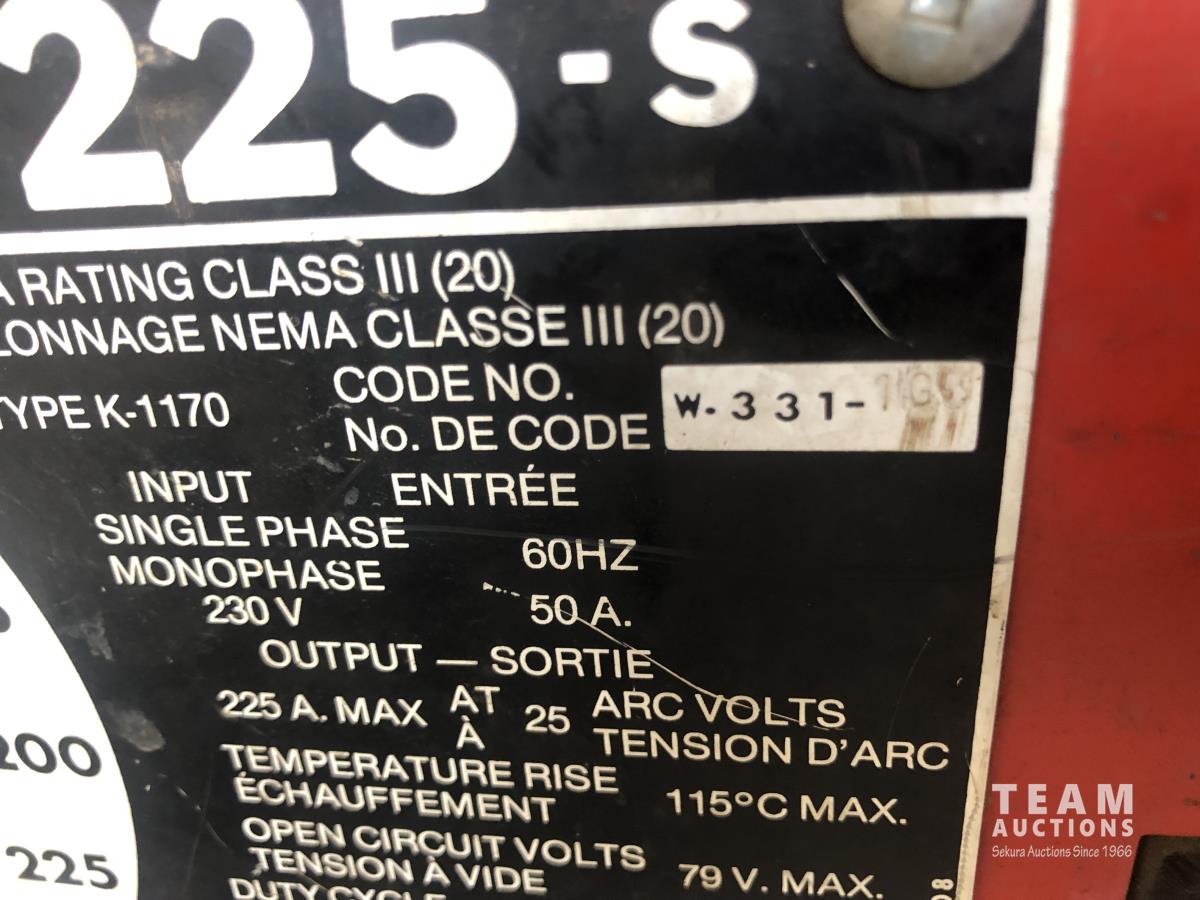 225-S
A RATING CLASS III (20)
LONNAGE NEMA CLASSE III (20)
TYPE K-1170
CODE NO.
No. DE CODE
W-331-
INPUT ENTRÉE
SINGLE PHASE
MONOPHASE
60HZ
230 V
50 A.
OUTPUT — SORTIE
225 A. MAX AT À 25 ARC VOLTS
TENSION D'ARC
TEMPERATURE RISE
ÉCHAUFFEMENT
115°C MAX.
OPEN CIRCUIT VOLTS
TENSION À VIDE
79 V. MAX.
DUTY CYCLE
200
225
TEAM
AUCTIONS
Sekura Auctions Since 1966